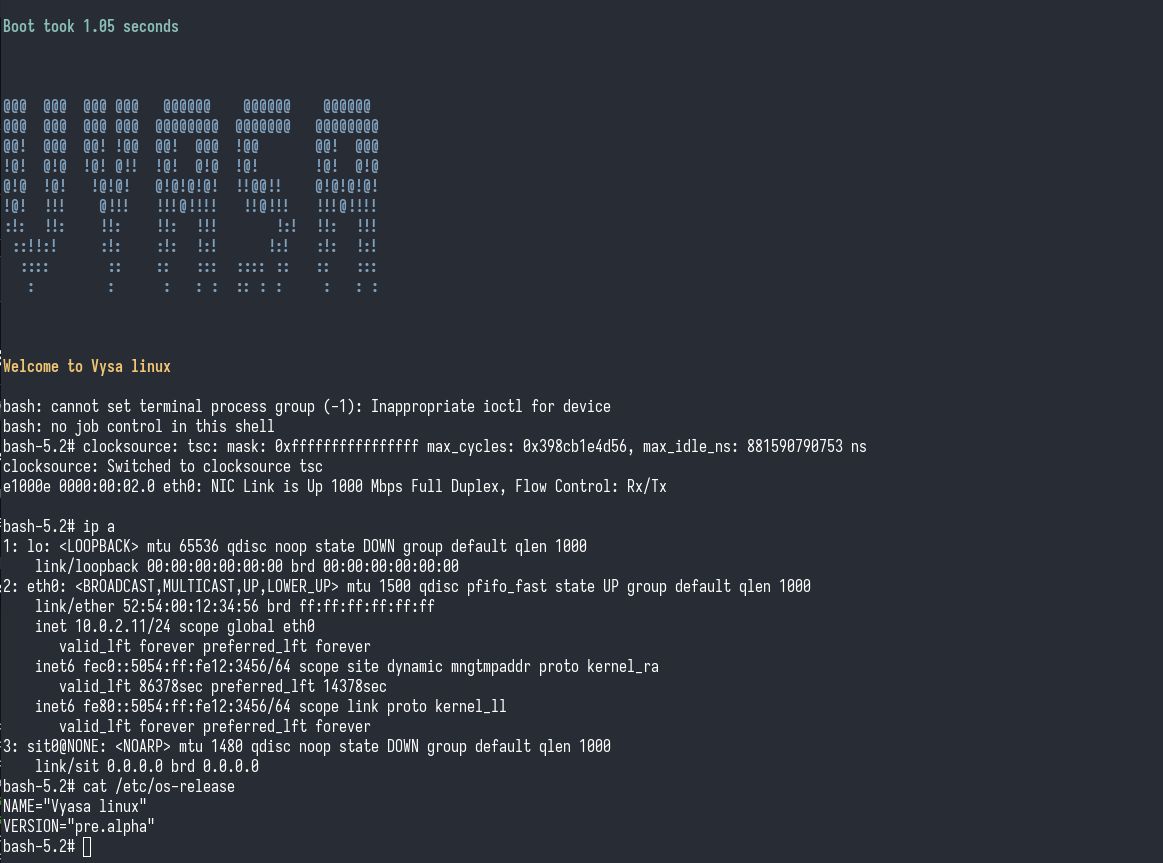 Boot took 1.05 seconds
@@@  @@@  @@@ @@@   @@@@@@    @@@@@@    @@@@@@
@@@  @@@  @@@ @@@  @@@@@@@@  @@@@@@@   @@@@@@@@
@@!  @@@  @@! !@@  @@!  @@@  !@@       @@!  @@@
!@!  @!@  !@! @!!  !@!  @!@  !@!       !@!  @!@
@!@  !@!   !@!@!   @!@!@!@!  !!@@!!    @!@!@!@!
!@!  !!!    @!!!   !!!@!!!!   !!@!!!   !!!@!!!!
:!:  !!:    !!:    !!:  !!!       !:!  !!:  !!!
 ::!!:!     :!:    :!:  !:!      !:!   :!:  !:!
  ::::       ::    ::   :::  :::: ::   ::   :::
   :         :      :   : :  :: : :     :   : :
Welcome to Vysa linux
bash: cannot set terminal process group (-1): Inappropriate ioctl for device
bash: no job control in this shell
bash-5.2# clocksource: tsc: mask: 0xffffffffffffffff max_cycles: 0x398cb1e4d56, max_idle_ns: 881590790753 ns
clocksource: Switched to clocksource tsc
e1000e 0000:00:02.0 eth0: NIC Link is Up 1000 Mbps Full Duplex, Flow Control: Rx/Tx
bash-5.2# ip a
1: lo: <LOOPBACK> mtu 65536 qdisc noop state DOWN group default qlen 1000
    link/loopback 00:00:00:00:00:00 brd 00:00:00:00:00:00
2: eth0: <BROADCAST,MULTICAST,UP,LOWER_UP> mtu 1500 qdisc pfifo_fast state UP group default qlen 1000
    link/ether 52:54:00:12:34:56 brd ff:ff:ff:ff:ff:ff
    inet 10.0.2.11/24 scope global eth0
       valid_lft forever preferred_lft forever
    inet6 fec0::5054:ff:fe12:3456/64 scope site dynamic mngtmpaddr proto kernel_ra
       valid_lft 86378sec preferred_lft 14378sec
    inet6 fe80::5054:ff:fe12:3456/64 scope link proto kernel_ll
       valid_lft forever preferred_lft forever
3: sit0@NONE: <NOARP> mtu 1480 qdisc noop state DOWN group default qlen 1000
    link/sit 0.0.0.0 brd 0.0.0.0
bash-5.2# cat /etc/os-release
NAME="Vyasa linux"
VERSION="pre.alpha"
bash-5.2#